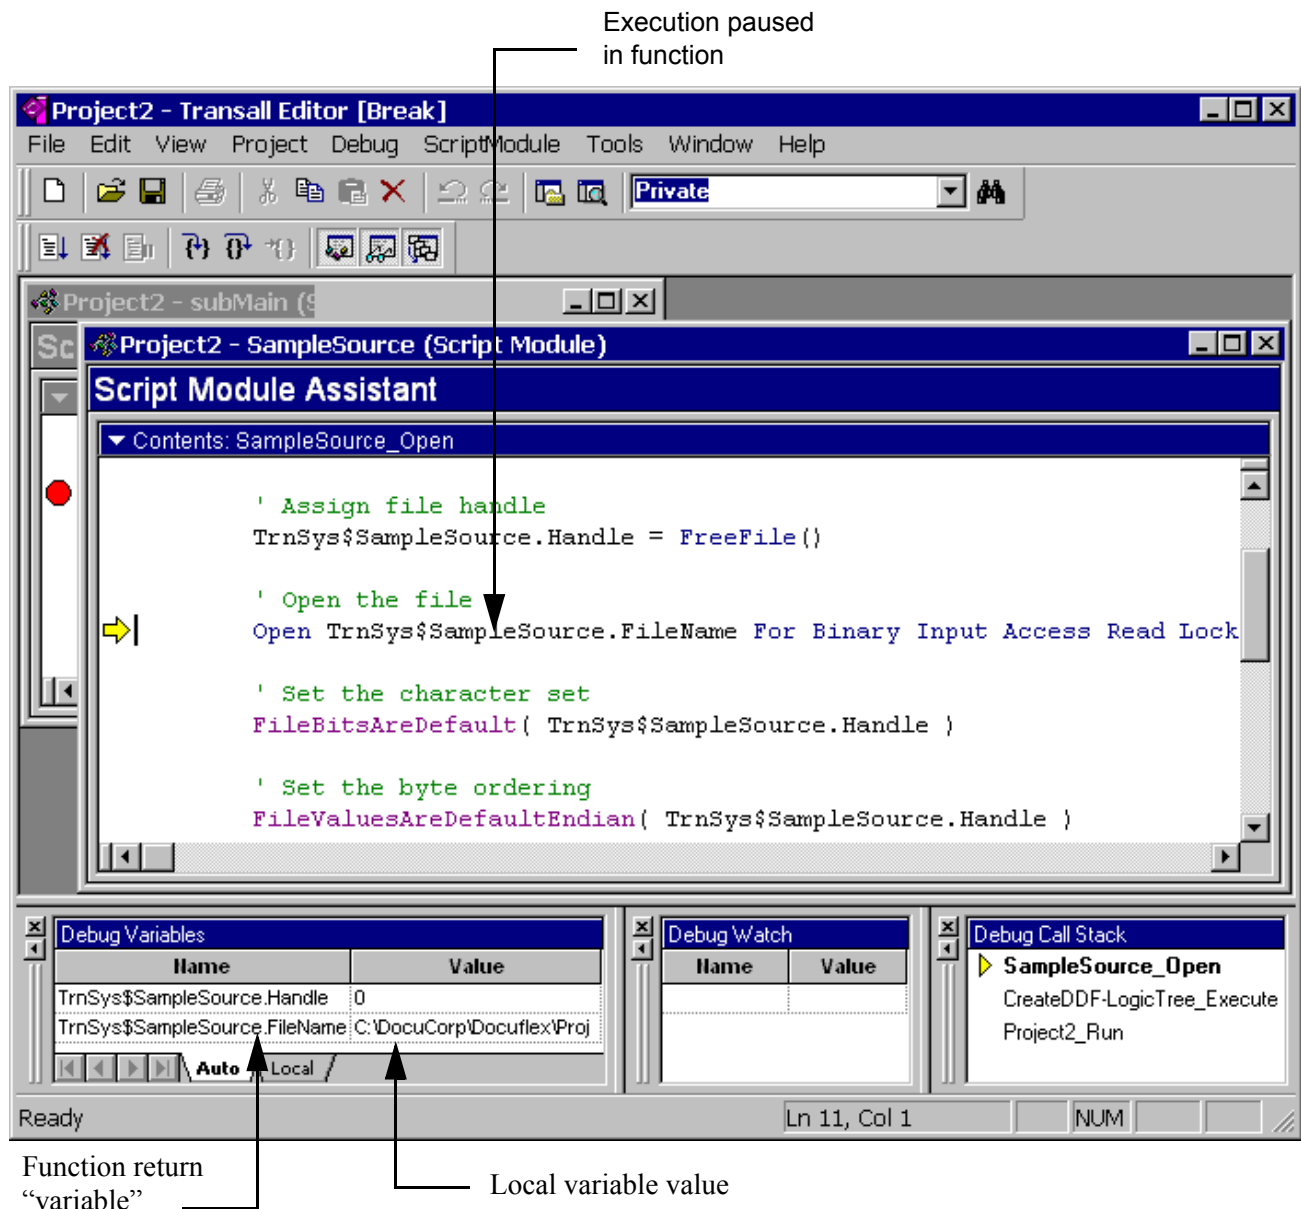 Execution paused
in function
Project2 - Transall Editor [Break]
File Edit View Project Debug ScriptModule Tools Window Help
Private
Project2 - subMain (S
Sc
Project2 - SampleSource (Script Module)
Script Module Assistant
Contents: SampleSource_Open
' Assign file handle
TrnSys$SampleSource.Handle = FreeFile()
' Open the file
Open TrnSys$SampleSource.FileName For Binary Input Access Read Lock
' Set the character set
FileBitsAreDefault( TrnSys$SampleSource.Handle )
' Set the byte ordering
FileValuesAreDefaultEndian( TrnSys$SampleSource.Handle )
Debug Variables
Name Value
TrnSys$SampleSource.Handle 0
TrnSys$SampleSource.FileName C:\DocuCorp\Docuflex\Proj
Auto Local
Debug Watch
Name Value
Debug Call Stack
SampleSource_Open
CreateDDF-LogicTree_Execute
Project2_Run
Ready Ln 11, Col 1 NUM
Function return
“variable”
Local variable value